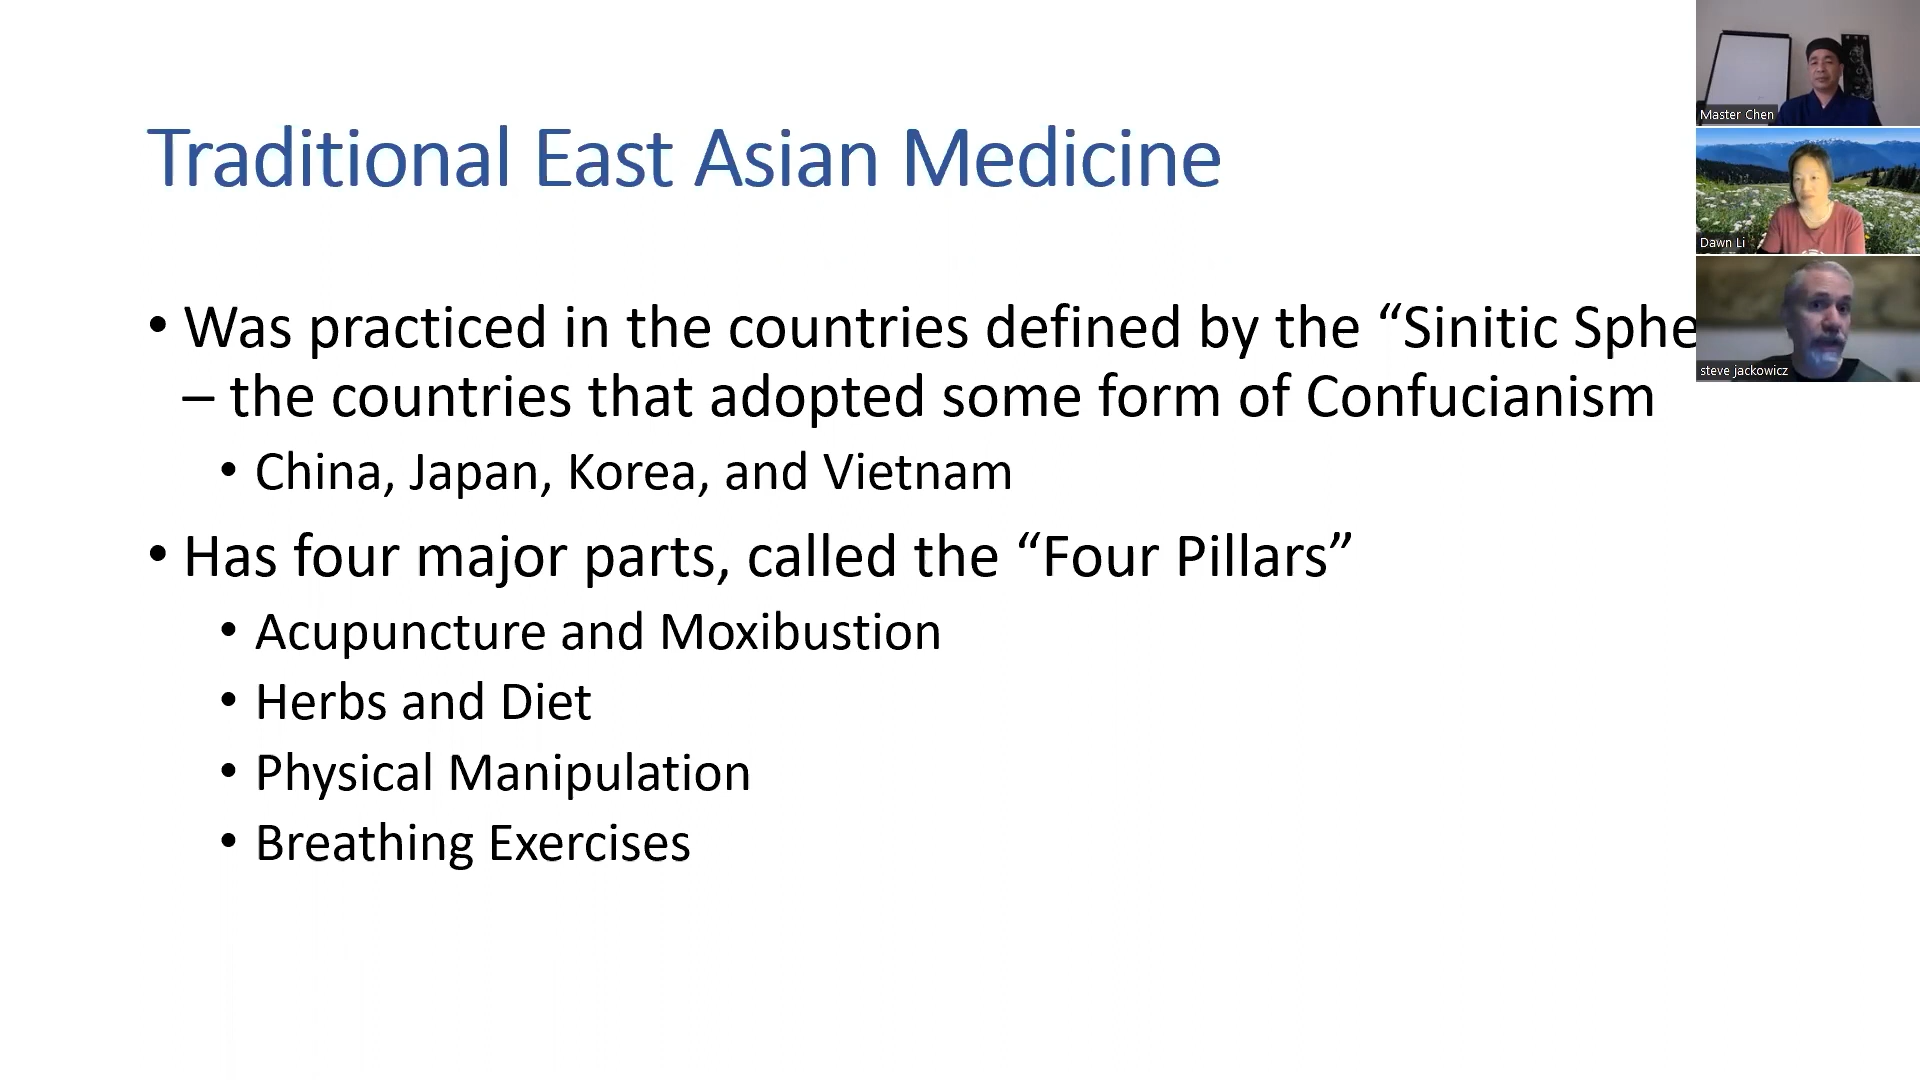 Traditional East Asian Medicine
• Was practiced in the countries defined by the “Sinitic Sphe
– the countries that adopted some form of Confucianism
• China, Japan, Korea, and Vietnam
• Has four major parts, called the “Four Pillars”
• Acupuncture and Moxibustion
• Herbs and Diet
• Physical Manipulation
• Breathing Exercises
Master Chen
Dawn Li
steve jackowicz